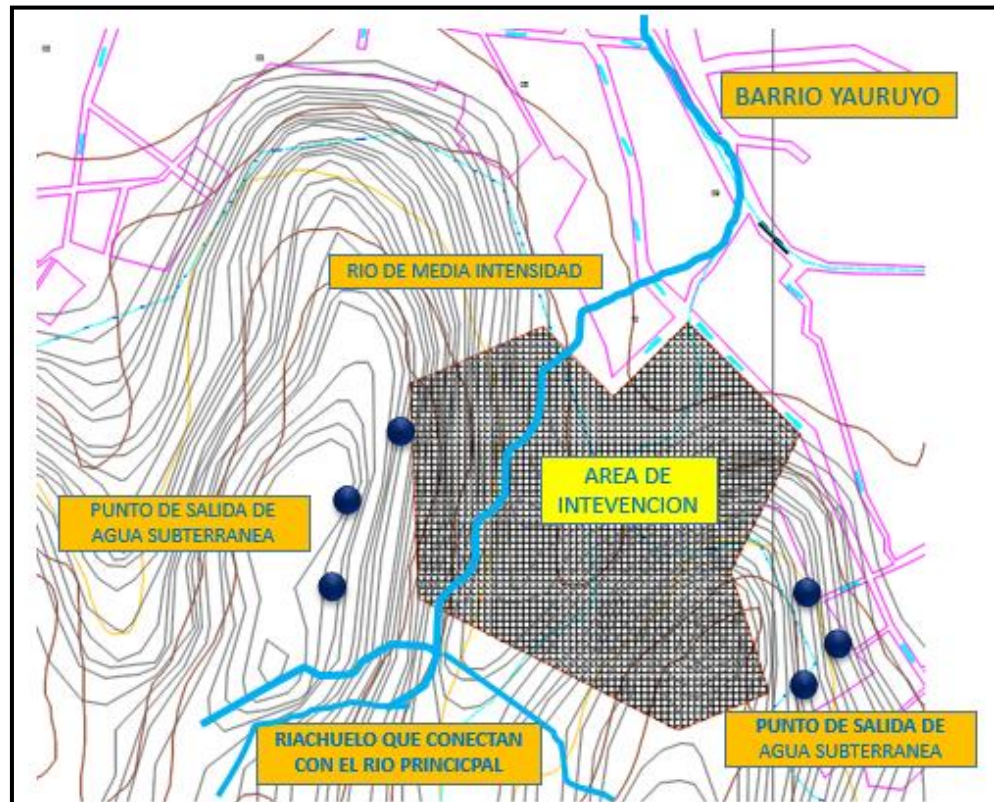 BARRIO YAURUYO
RIO DE MEDIA INTENSIDAD
AREA DE
INTEVENCION
PUNTO DE SALIDA DE
AGUA SUBTERRANEA
PUNTO DE SALIDA DE
AGUA SUBTERRANEA
RIACHUELO QUE CONECTAN
CON EL RIO PRINCICPAL